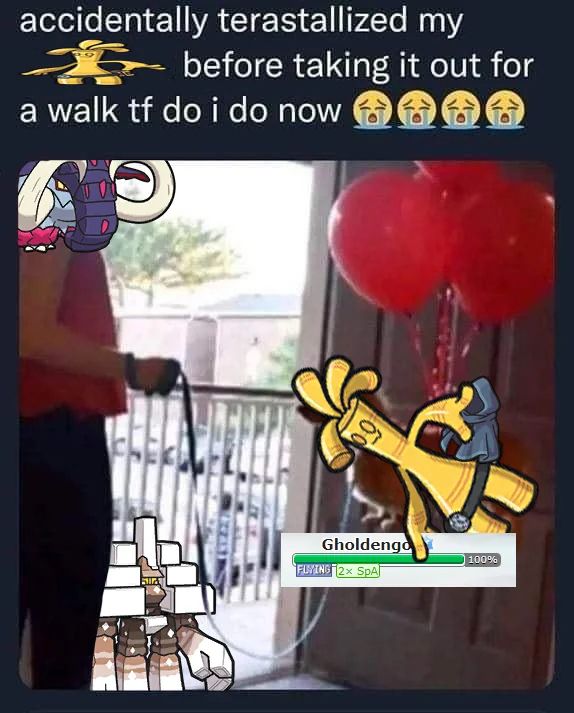 accidentally terastallized my
before taking it out for
a walk tf do i do now 😭😭😭😭
Gholdengo
100%
FLYING 2× SpA